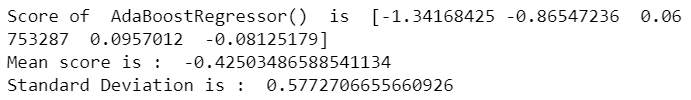 Score of  AdaBoostRegressor()  is  [-1.34168425 -0.86547236  0.06
753287  0.0957012  -0.08125179]
Mean score is :  -0.42503486588541134
Standard Deviation is :  0.5772706655660926